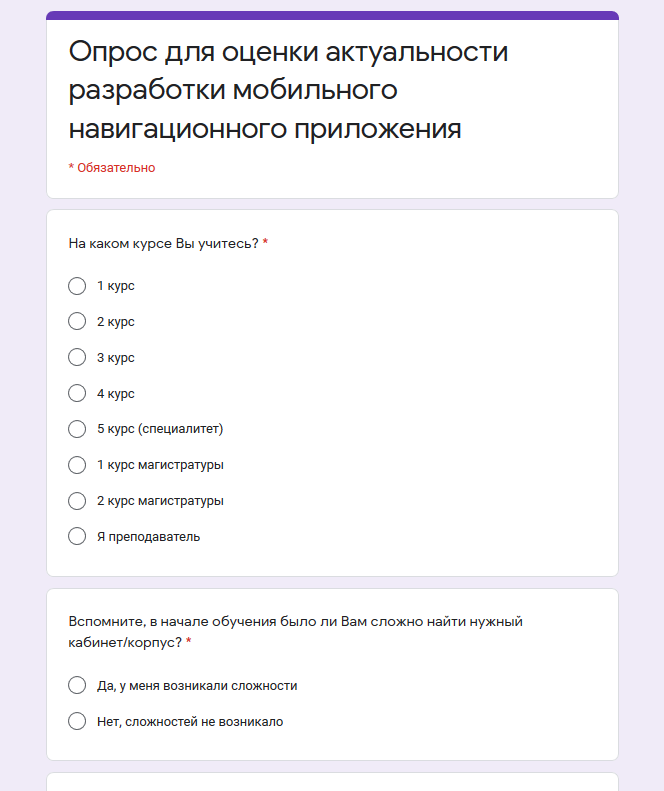 Опрос для оценки актуальности
разработки мобильного
навигационного приложения
* Обязательно
На каком курсе Вы учитесь? *
1 курс
2 курс
3 курс
4 курс
5 курс (специалитет)
1 курс магистратуры
2 курс магистратуры
Я преподаватель
Вспомните, в начале обучения было ли Вам сложно найти нужный
кабинет/корпус? *
Да, у меня возникали сложности
Нет, сложностей не возникало